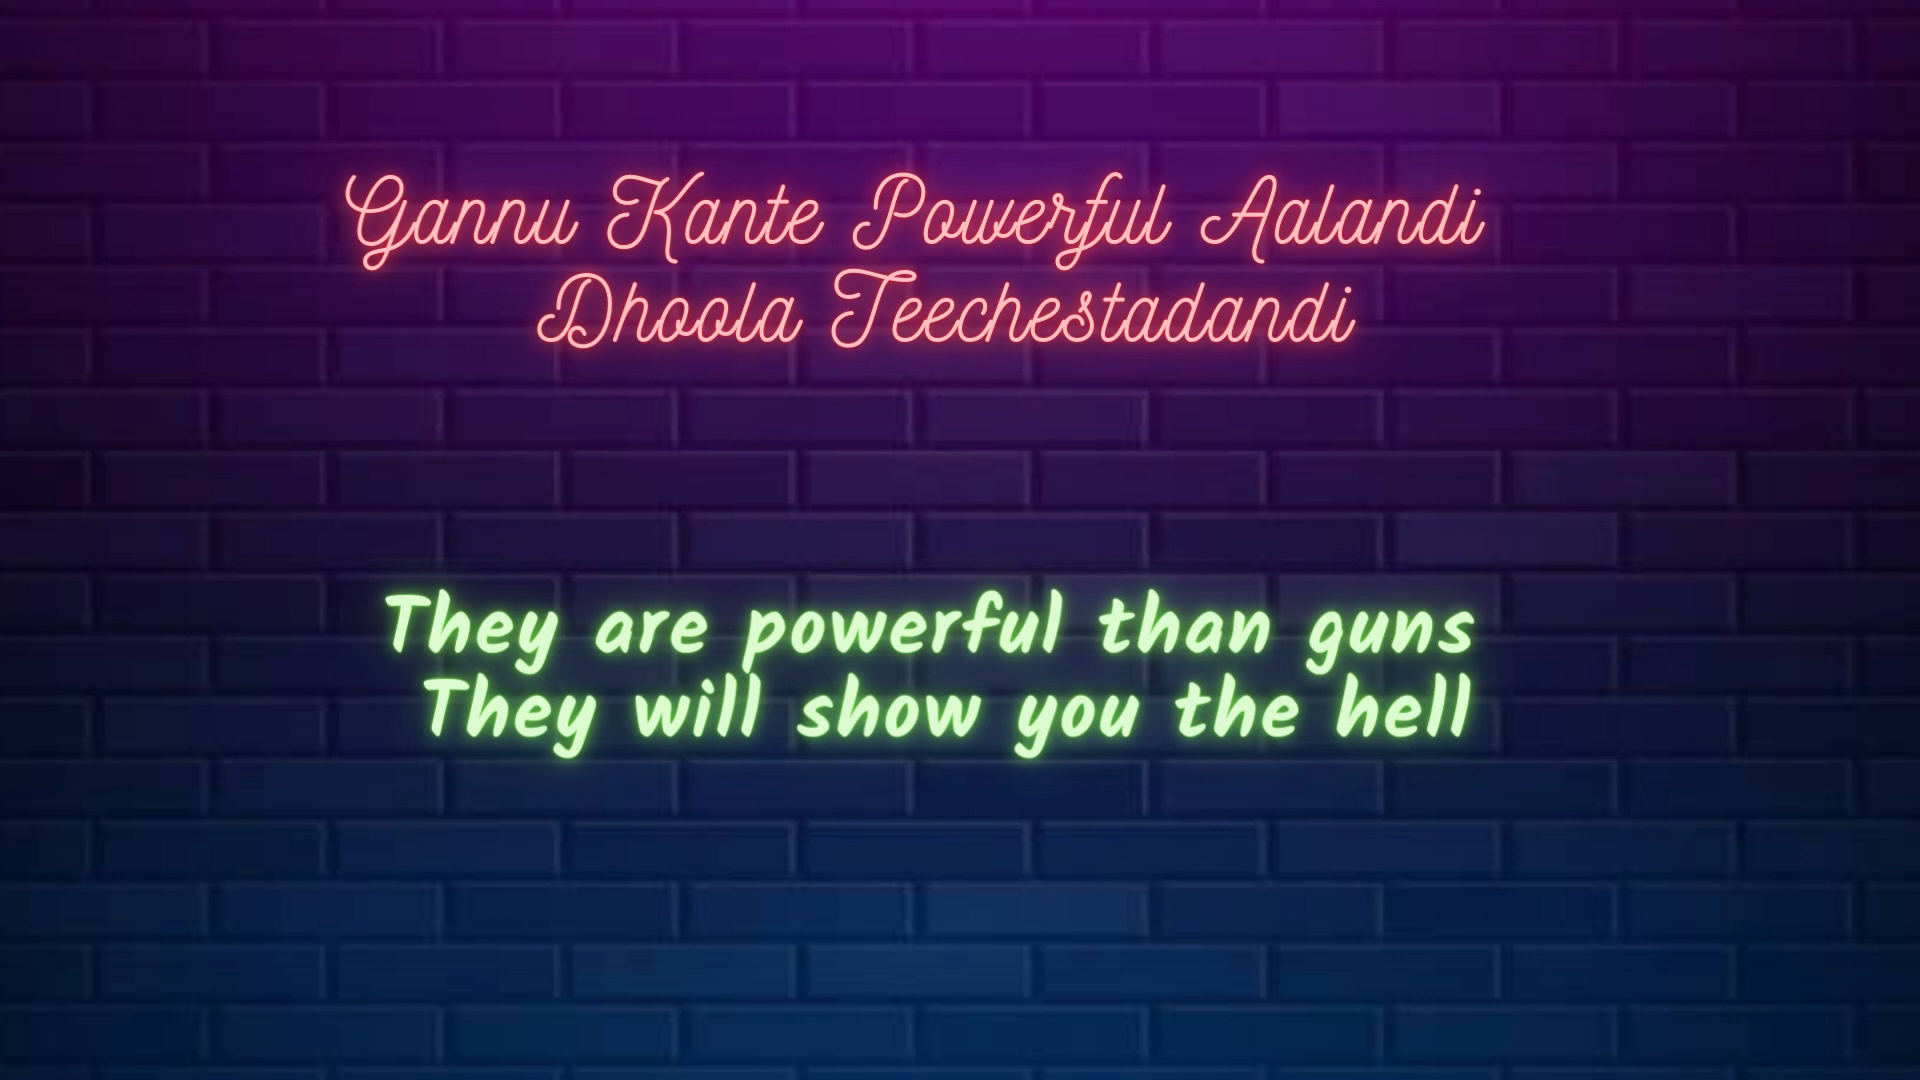 Gannu Kante Powerful Aalandi
Dhoola Teechestadandi
They are powerful than guns
They will show you the hell